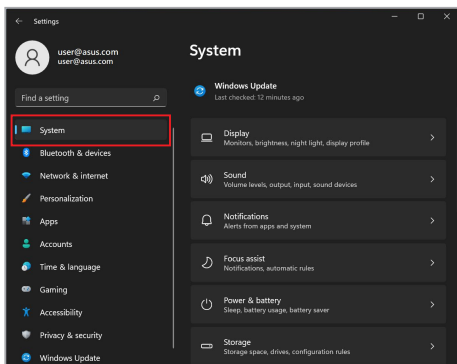 Settings
user@asus.com
user@asus.com
Find a setting
System
Bluetooth & devices
Network & internet
Personalization
Apps
Accounts
Time & language
Gaming
Accessibility
Privacy & security
Windows Update
System
Windows Update
Last checked: 12 minutes ago
Display
Monitors, brightness, night light, display profile
Sound
Volume levels, output, input, sound devices
Notifications
Alerts from apps and system
Focus assist
Notifications, automatic rules
Power & battery
Sleep, battery usage, battery saver
Storage
Storage space, drives, configuration rules